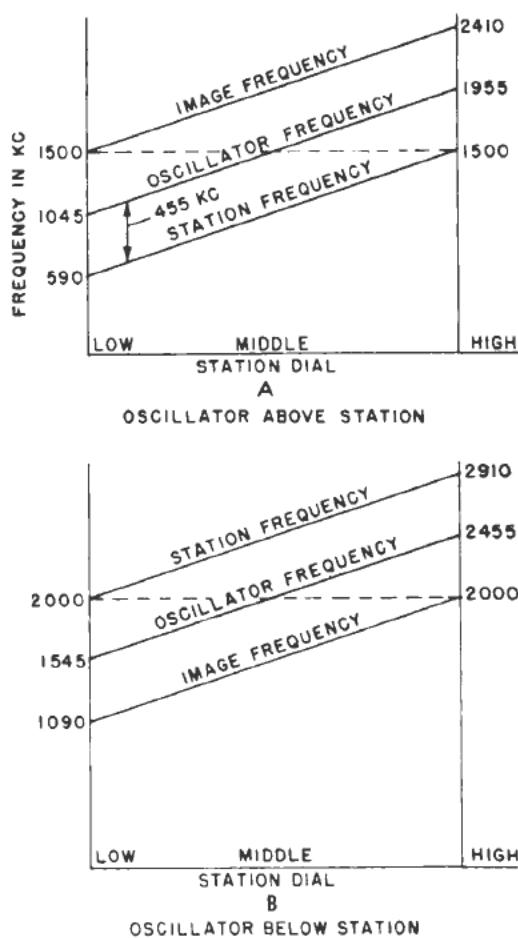 2410
IMAGE FREQUENCY
1955
OSCILLATOR FREQUENCY
1500
1500
STATION FREQUENCY
1045
455 KC
590
FREQUENCY IN KC
LOW MIDDLE HIGH
STATION DIAL
A
OSCILLATOR ABOVE STATION
2910
STATION FREQUENCY
2455
OSCILLATOR FREQUENCY
2000
2000
IMAGE FREQUENCY
1545
1090
LOW MIDDLE HIGH
STATION DIAL
B
OSCILLATOR BELOW STATION